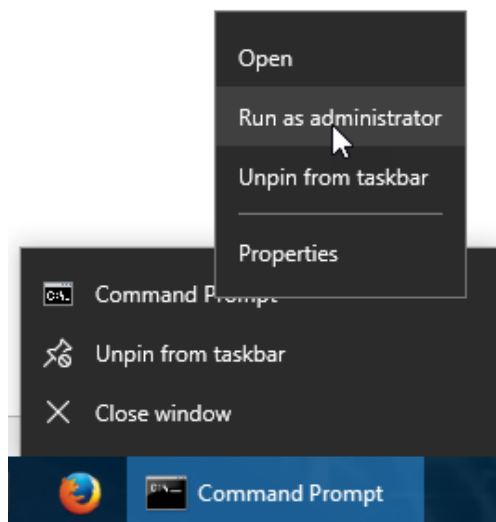 Open
Run as administrator
Unpin from taskbar
Properties
Command Prompt
Unpin from taskbar
Close window
Command Prompt